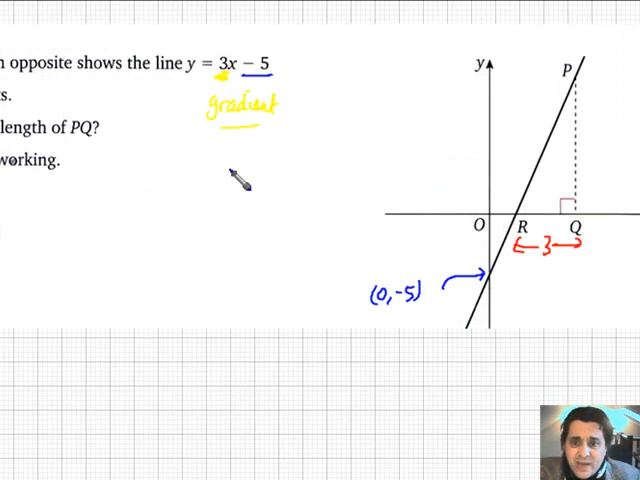 n opposite shows the line y = 3x – 5
s.
gradient
length of PQ?
working.
y
P
O
R
Q
3
(0,-5)